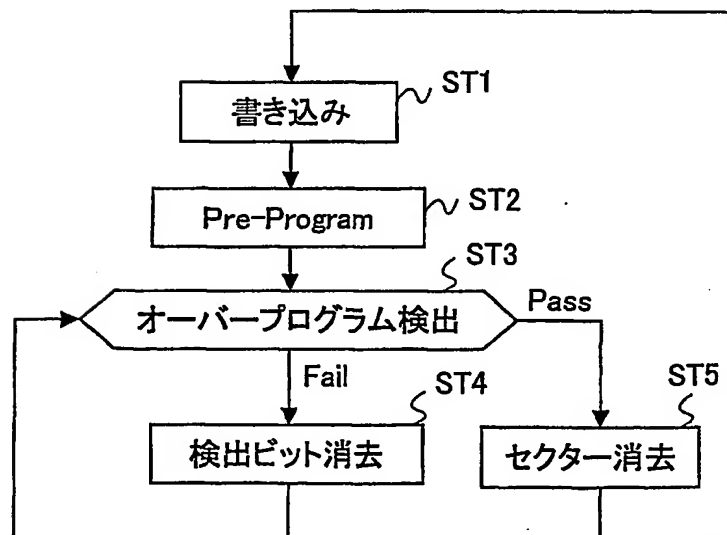 書き込み
ST1
Pre-Program
ST2
ST3
オーバープログラム検出
Pass
Fail
ST4
ST5
検出ビット消去
セクター消去